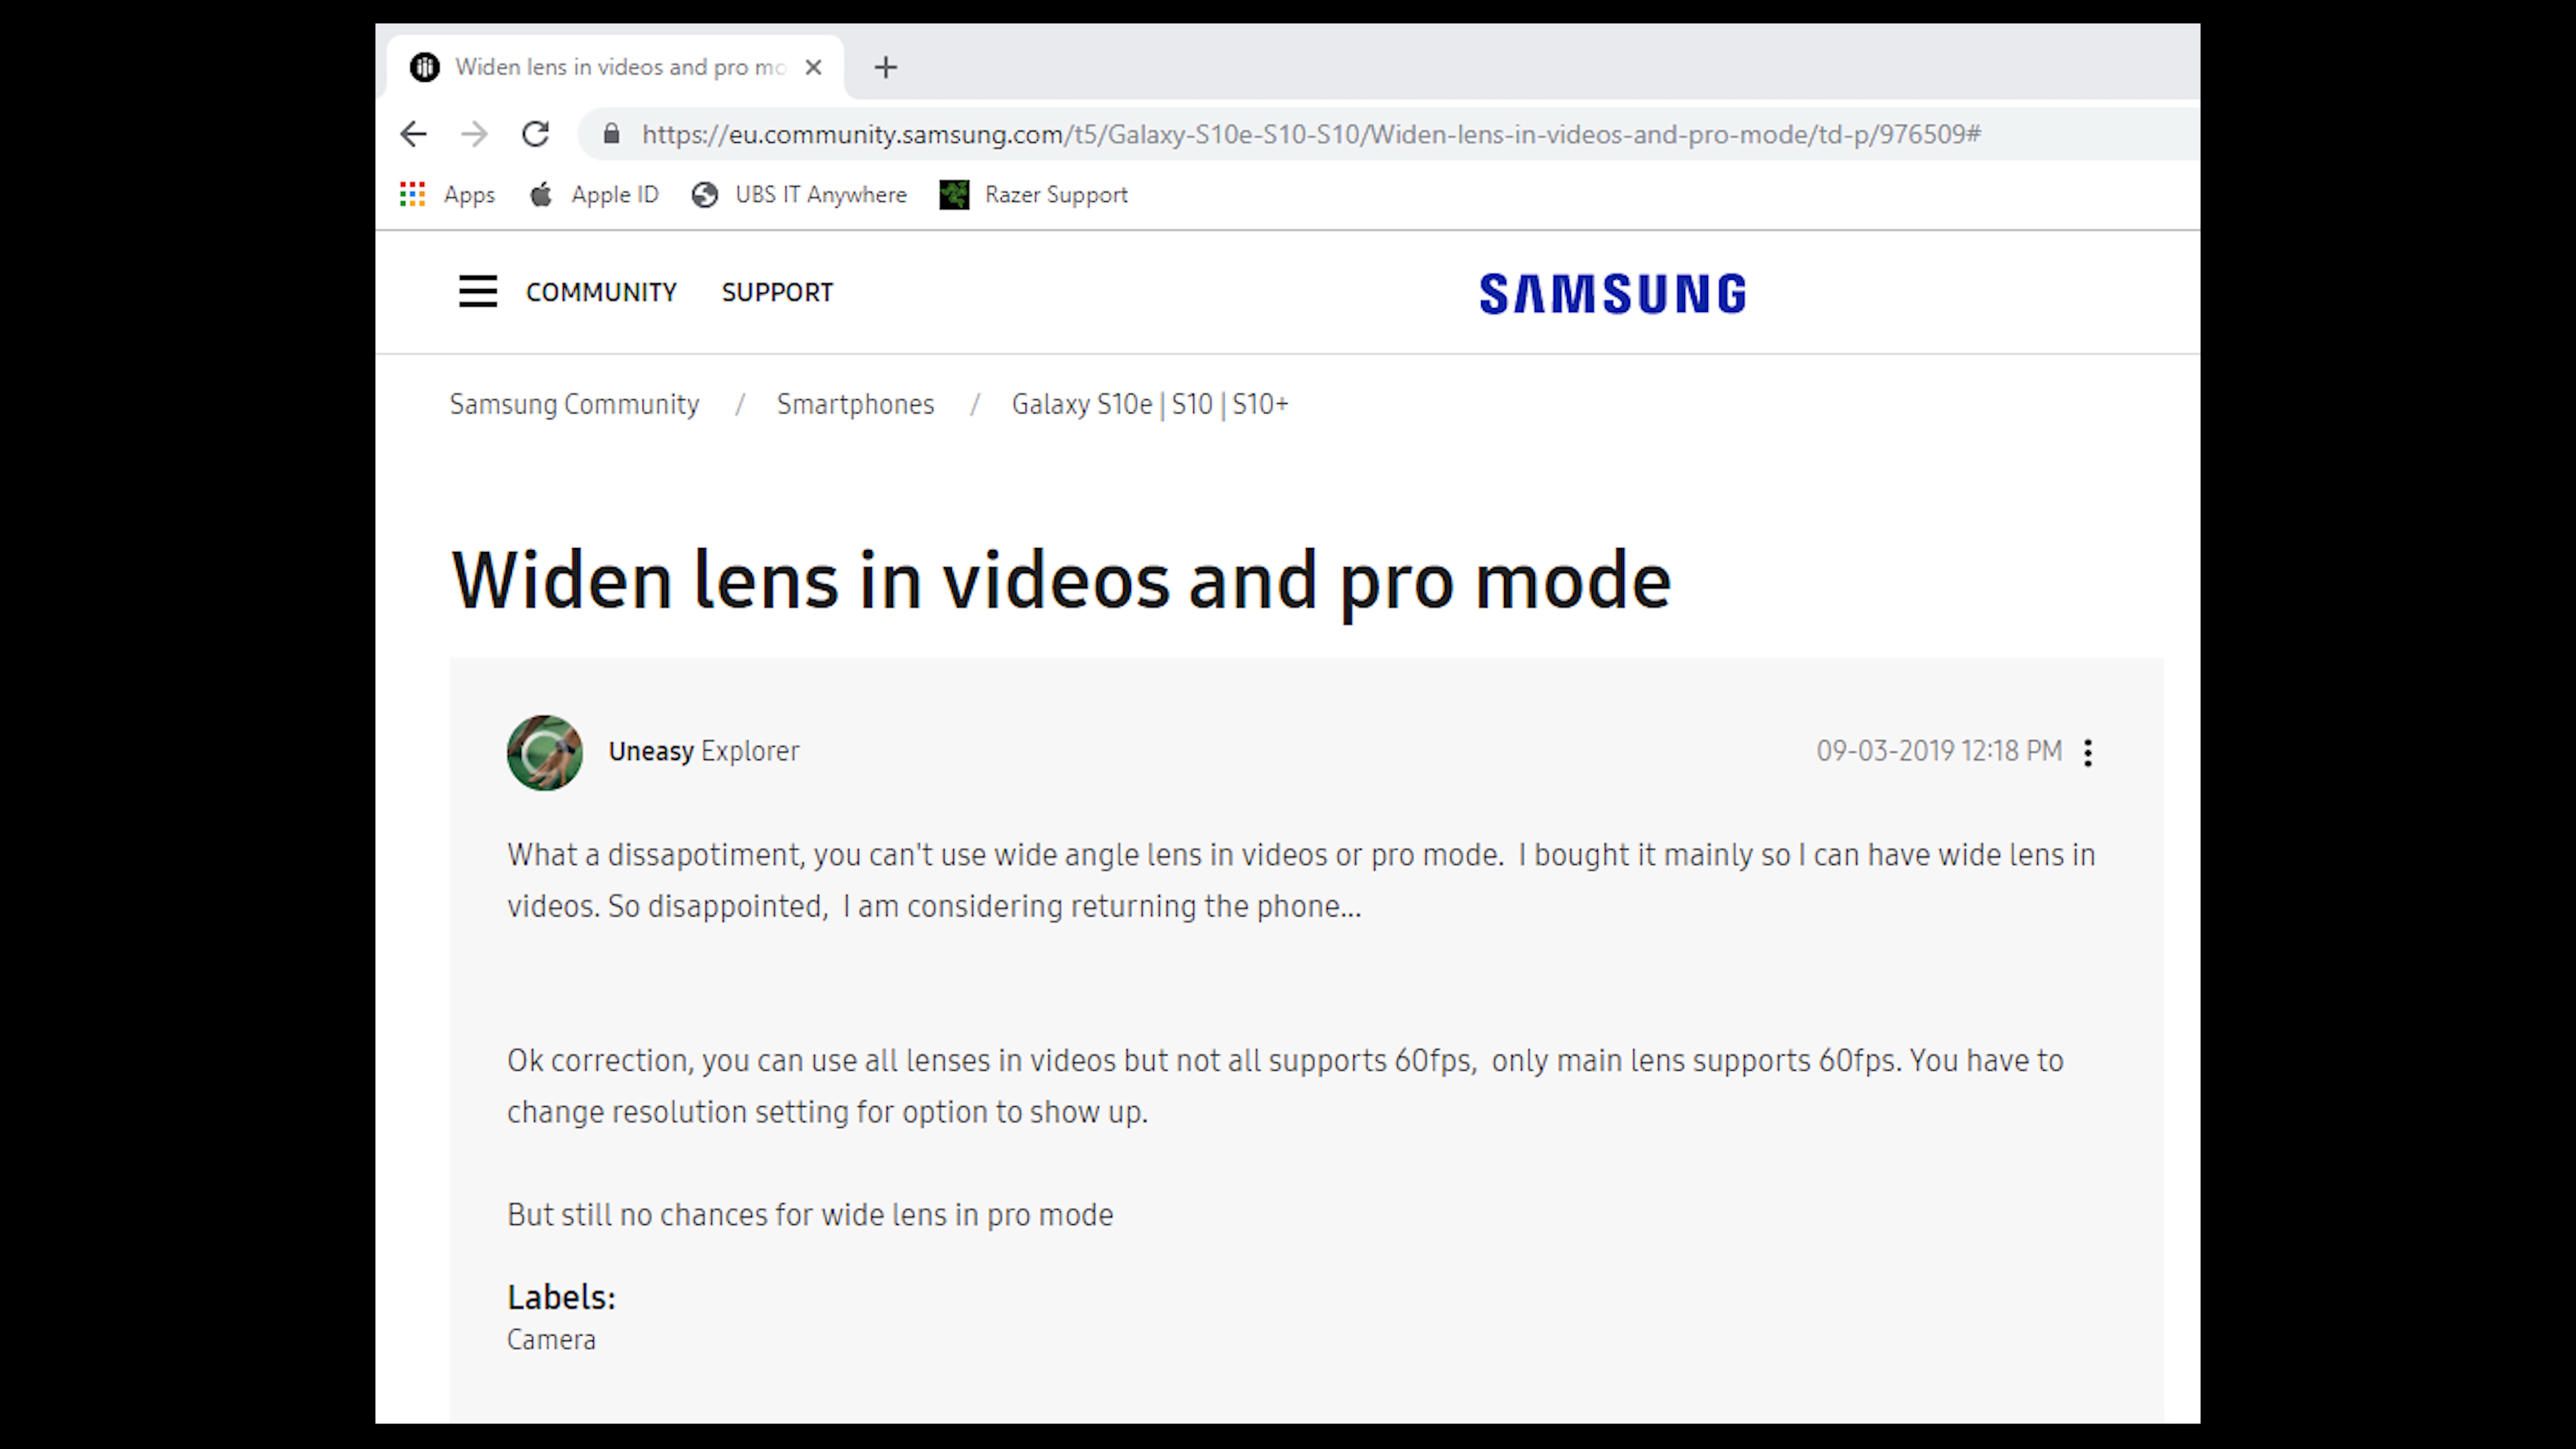 Widen lens in videos and pro mo
https://eu.community.samsung.com/t5/Galaxy-S10e-S10-S10/Widen-lens-in-videos-and-pro-mode/td-p/976509#
Apps Apple ID UBS IT Anywhere Razer Support
COMMUNITY SUPPORT SAMSUNG
Samsung Community / Smartphones / Galaxy S10e | S10 | S10+
Widen lens in videos and pro mode
Uneasy Explorer 09-03-2019 12:18 PM
What a dissapotiment, you can't use wide angle lens in videos or pro mode. I bought it mainly so I can have wide lens in
videos. So disappointed, I am considering returning the phone...
Ok correction, you can use all lenses in videos but not all supports 60fps, only main lens supports 60fps. You have to
change resolution setting for option to show up.
But still no chances for wide lens in pro mode
Labels:
Camera